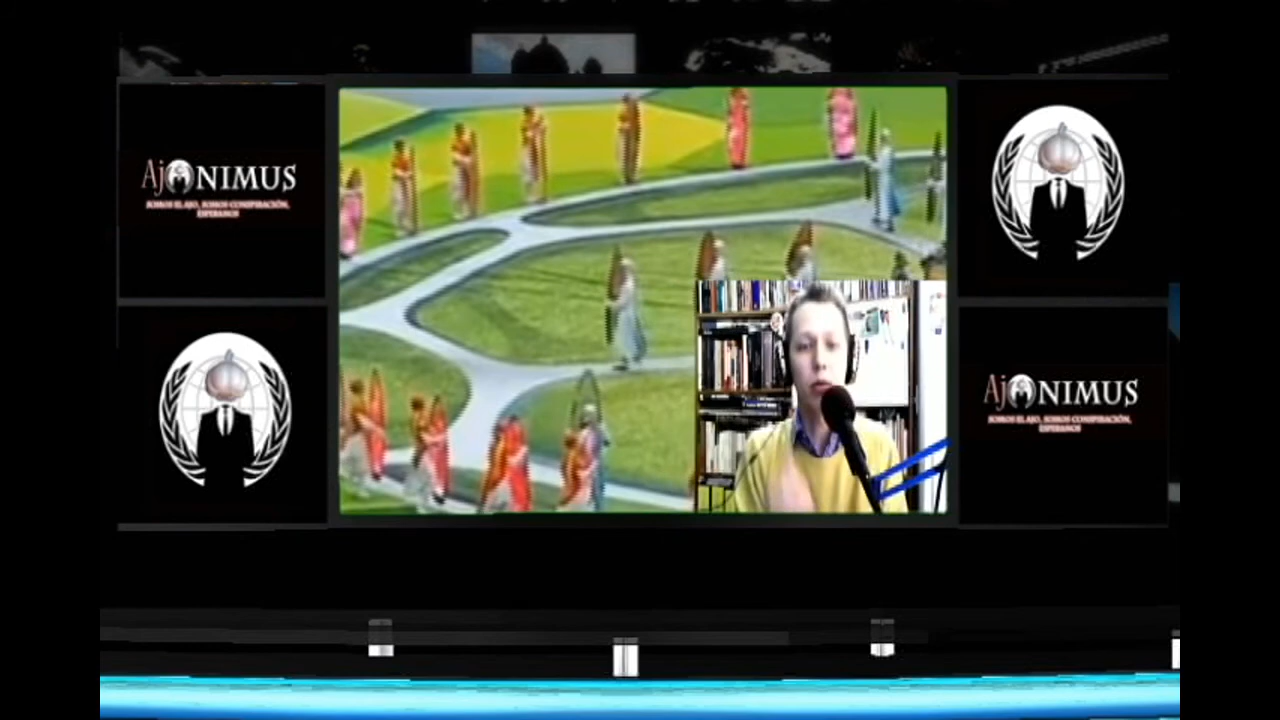 AjONIMUS
SOMOS EL AJO, SOMOS CONSPIRACIÓN,
ESPERANOS
AjONIMUS
SOMOS EL AJO, SOMOS CONSPIRACIÓN,
ESPERANOS